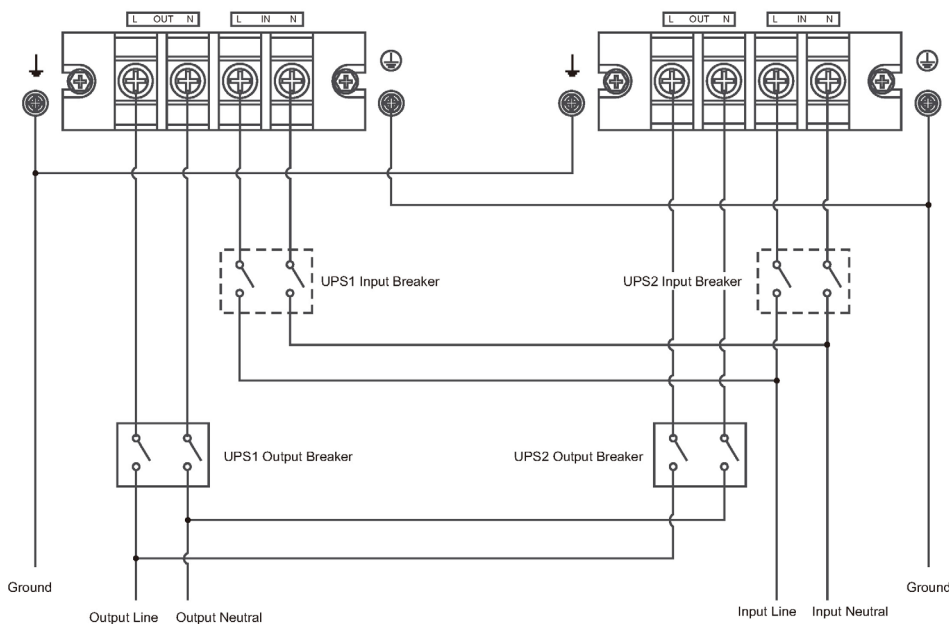 L OUT N
L IN N
L OUT N
L IN N
UPS1 Input Breaker
UPS2 Input Breaker
UPS1 Output Breaker
UPS2 Output Breaker
Ground
Ground
Output Line
Output Neutral
Input Line
Input Neutral